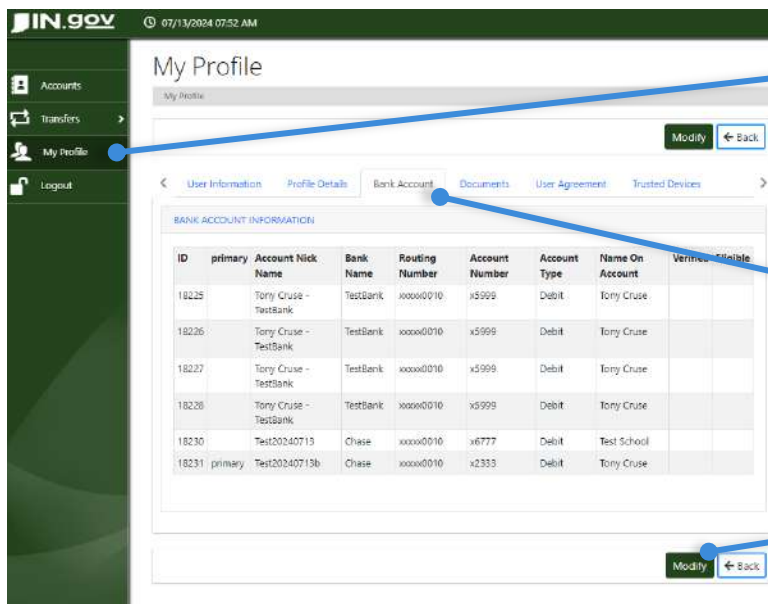 IN.gov
07/13/2024 07:52 AM
Accounts
Transfers
My Profile
Logout
My Profile
My Profile
Modify
← Back
User Information Profile Details Bank Account Documents User Agreement Trusted Devices
BANK ACCOUNT INFORMATION
ID primary Account Nick Name Bank Name Routing Number Account Number Account Type Name On Account Verified Eligible
18225 Tony Cruse - TestBank TestBank xxxxx0010 x5999 Debit Tony Cruse
18226 Tony Cruse - TestBank TestBank xxxxx0010 x5999 Debit Tony Cruse
18227 Tony Cruse - TestBank TestBank xxxxx0010 x5999 Debit Tony Cruse
18228 Tony Cruse - TestBank TestBank xxxxx0010 x5999 Debit Tony Cruse
18230 Test20240713 Chase xxxxx0010 x6777 Debit Test School
18231 primary Test20240713b Chase xxxxx0010 x2333 Debit Tony Cruse
Modify
← Back